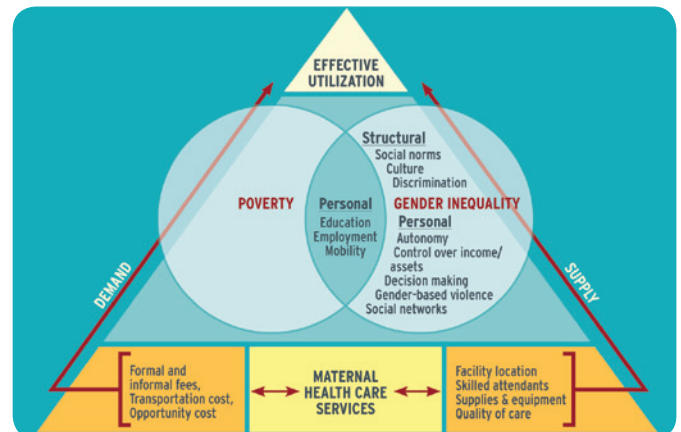 EFFECTIVE
UTILIZATION
Structural
Social norms
Culture
Discrimination
POVERTY
Personal
Education
Employment
Mobility
GENDER INEQUALITY
Personal
Autonomy
Control over income/
assets
Decision making
Gender-based violence
Social networks
DEMAND
SUPPLY
Formal and
informal fees,
Transportation cost,
Opportunity cost
MATERNAL
HEALTH CARE
SERVICES
Facility location
Skilled attendants
Supplies & equipment
Quality of care